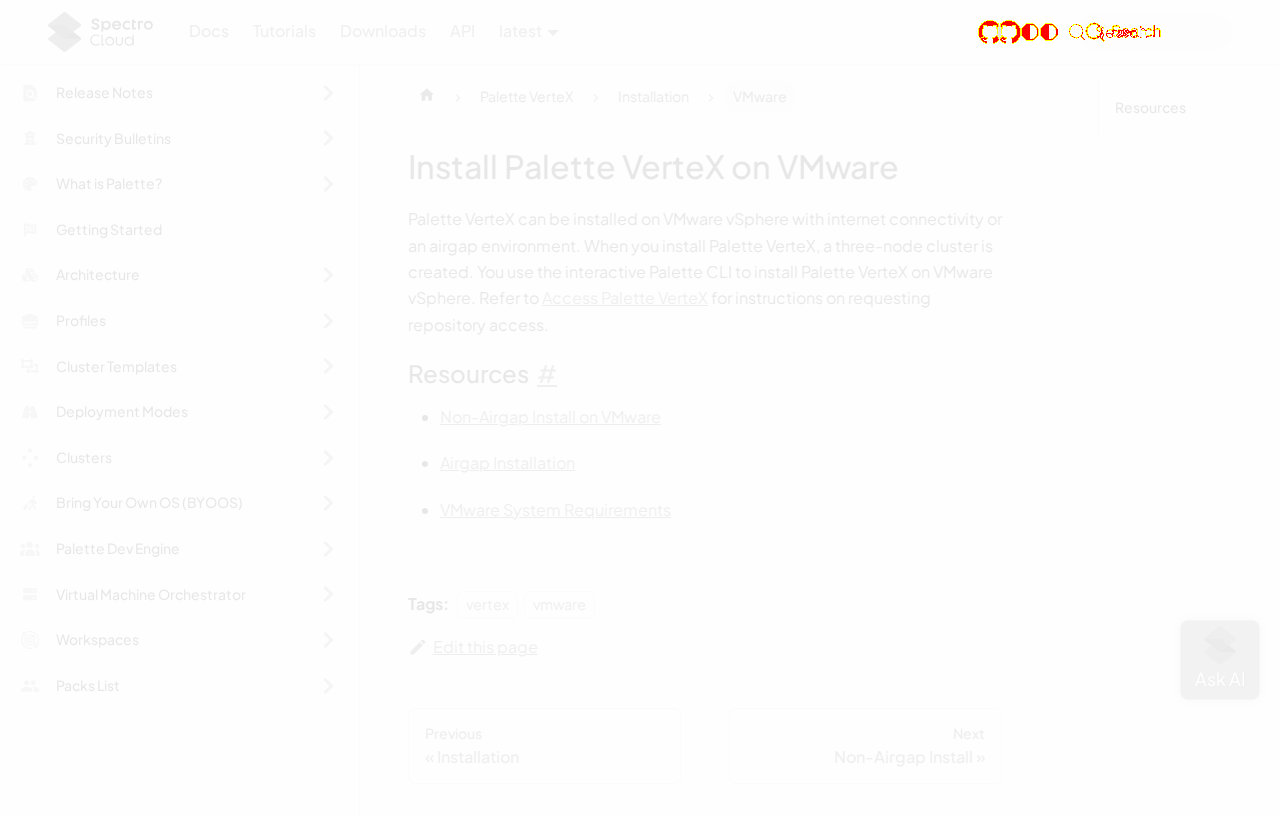 Spectro Cloud
Docs
Tutorials
Downloads
API
latest
Release Notes
Security Bulletins
What is Palette?
Getting Started
Architecture
Profiles
Cluster Templates
Deployment Modes
Clusters
Bring Your Own OS (BYOOS)
Palette Dev Engine
Virtual Machine Orchestrator
Workspaces
Packs List
Palette VerteX
Installation
VMware
Install Palette VerteX on VMware
Palette VerteX can be installed on VMware vSphere with internet connectivity or
an airgap environment. When you install Palette VerteX, a three-node cluster is
created. You use the interactive Palette CLI to install Palette VerteX on VMware
vSphere. Refer to Access Palette VerteX for instructions on requesting
repository access.
Resources #
Non-Airgap Install on VMware
Airgap Installation
VMware System Requirements
Tags: vertex vmware
Edit this page
Previous
« Installation
Next
Non-Airgap Install »
Resources
Ask AI